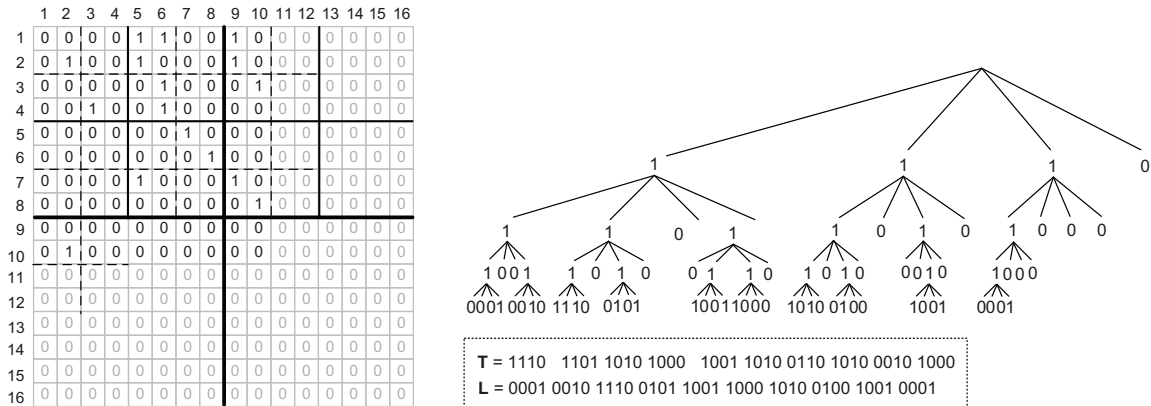 1 2 3 4 5 6 7 8 9 10 11 12 13 14 15 16
1 0 0 0 0 1 1 0 0 1 0 0 0 0 0 0 0
2 0 1 0 0 1 0 0 0 1 0 0 0 0 0 0 0
3 0 0 0 0 0 1 0 0 0 1 0 0 0 0 0 0
4 0 0 1 0 0 1 0 0 0 0 0 0 0 0 0 0
5 0 0 0 0 0 0 1 0 0 0 0 0 0 0 0 0
6 0 0 0 0 0 0 0 1 0 0 0 0 0 0 0 0
7 0 0 0 0 1 0 0 0 1 0 0 0 0 0 0 0
8 0 0 0 0 0 0 0 0 0 1 0 0 0 0 0 0
9 0 0 0 0 0 0 0 0 0 0 0 0 0 0 0 0
10 0 1 0 0 0 0 0 0 0 0 0 0 0 0 0 0
11 0 0 0 0 0 0 0 0 0 0 0 0 0 0 0 0
12 0 0 0 0 0 0 0 0 0 0 0 0 0 0 0 0
13 0 0 0 0 0 0 0 0 0 0 0 0 0 0 0 0
14 0 0 0 0 0 0 0 0 0 0 0 0 0 0 0 0
15 0 0 0 0 0 0 0 0 0 0 0 0 0 0 0 0
16 0 0 0 0 0 0 0 0 0 0 0 0 0 0 0 0
1 1 1 0
1 1 0 1 1 0 1 0 1 0 0 0
1 0 0 1 1 0 1 0 0 1 1 0 1 0 1 0 0010 1000
0001 0010 1110 0101 1001 1000 1010 0100 1001 0001
T = 1110 1101 1010 1000 1001 1010 0110 1010 0010 1000
L = 0001 0010 1110 0101 1001 1000 1010 0100 1001 0001